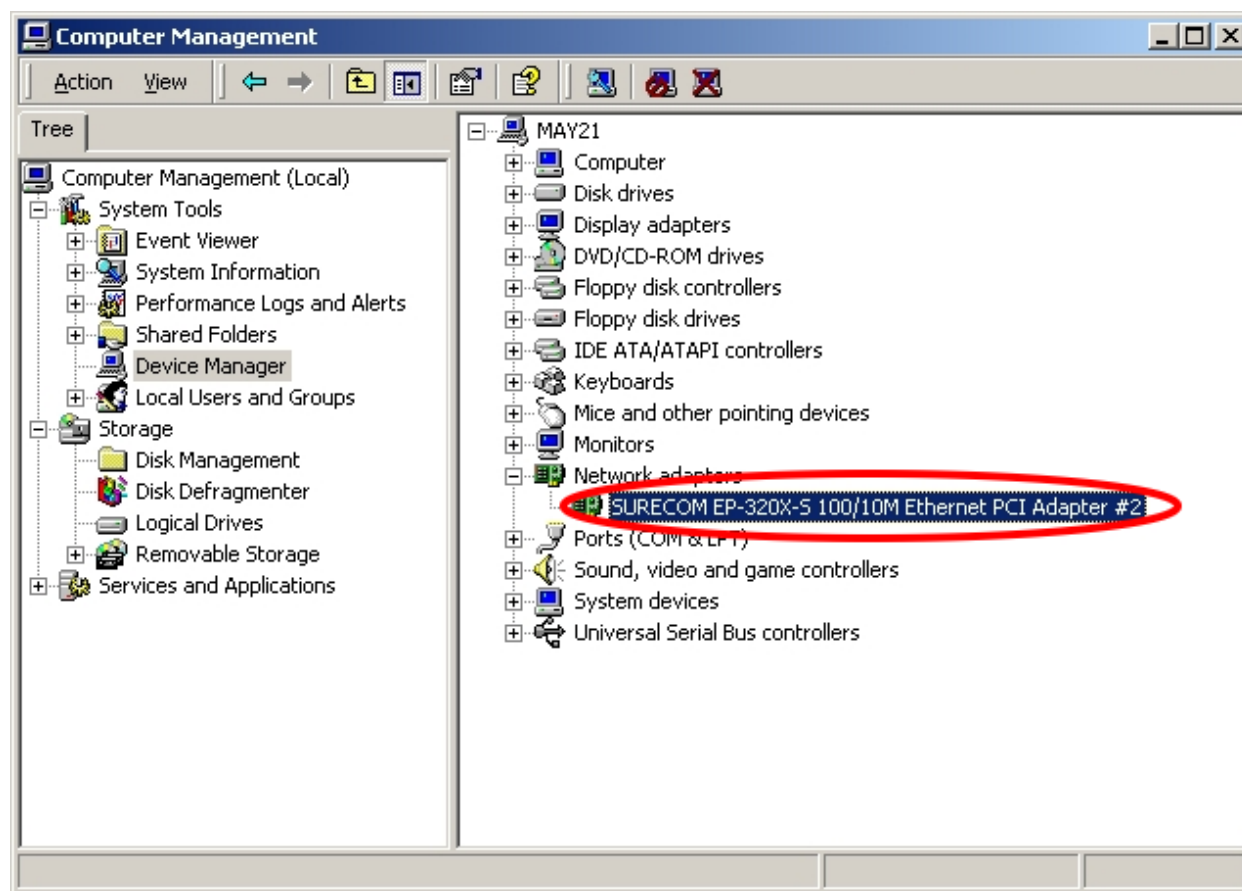 Computer Management
Action View
Tree
Computer Management (Local)
System Tools
Event Viewer
System Information
Performance Logs and Alerts
Shared Folders
Device Manager
Local Users and Groups
Storage
Disk Management
Disk Defragmenter
Logical Drives
Removable Storage
Services and Applications
MAY21
Computer
Disk drives
Display adapters
DVD/CD-ROM drives
Floppy disk controllers
Floppy disk drives
IDE ATA/ATAPI controllers
Keyboards
Mice and other pointing devices
Monitors
Network adapters
SURECOM EP-320X-S 100/10M Ethernet PCI Adapter #2
Ports (COM & LPT)
Sound, video and game controllers
System devices
Universal Serial Bus controllers